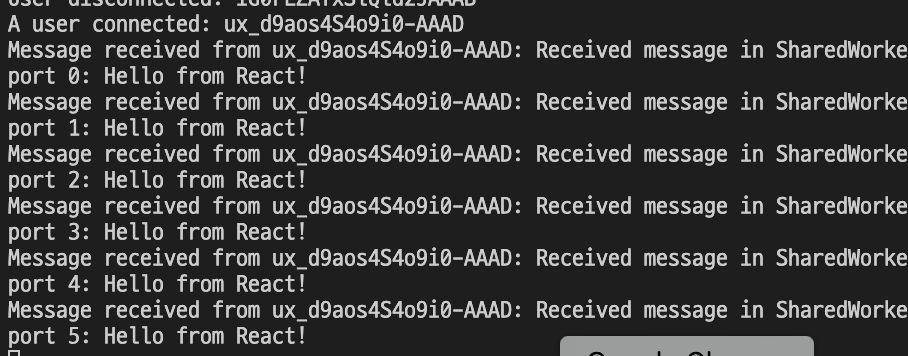 A user connected: ux_d9aos4S4o9i0-AAAD
Message received from ux_d9aos4S4o9i0-AAAD: Received message in SharedWorke
port 0: Hello from React!
Message received from ux_d9aos4S4o9i0-AAAD: Received message in SharedWorke
port 1: Hello from React!
Message received from ux_d9aos4S4o9i0-AAAD: Received message in SharedWorke
port 2: Hello from React!
Message received from ux_d9aos4S4o9i0-AAAD: Received message in SharedWorke
port 3: Hello from React!
Message received from ux_d9aos4S4o9i0-AAAD: Received message in SharedWorke
port 4: Hello from React!
Message received from ux_d9aos4S4o9i0-AAAD: Received message in SharedWorke
port 5: Hello from React!